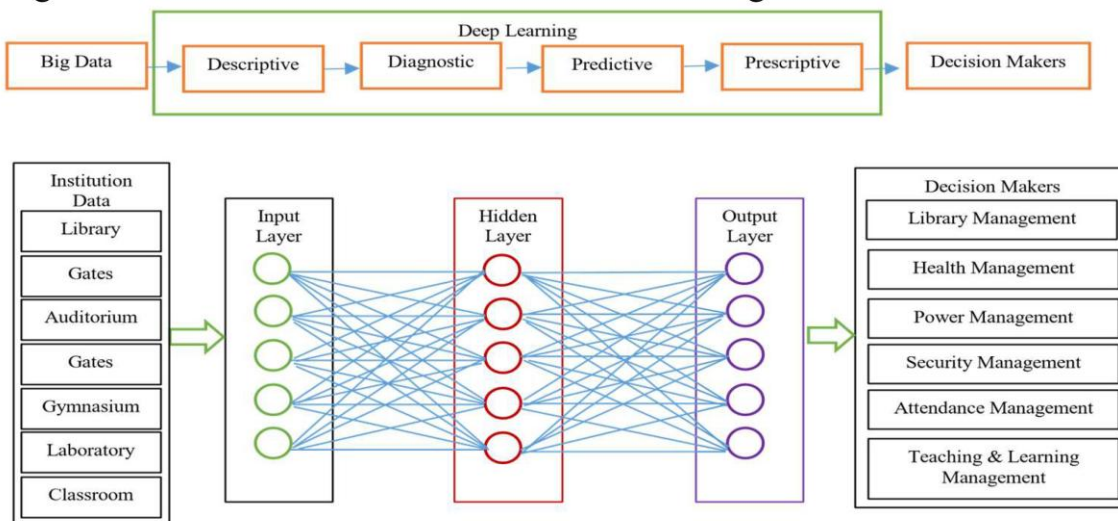 Deep Learning
Big Data
Descriptive
Diagnostic
Predictive
Prescriptive
Decision Makers
Institution
Data
Library
Gates
Auditorium
Gates
Gymnasium
Laboratory
Classroom
Input
Layer
Hidden
Layer
Output
Layer
Decision Makers
Library Management
Health Management
Power Management
Security Management
Attendance Management
Teaching & Learning
Management